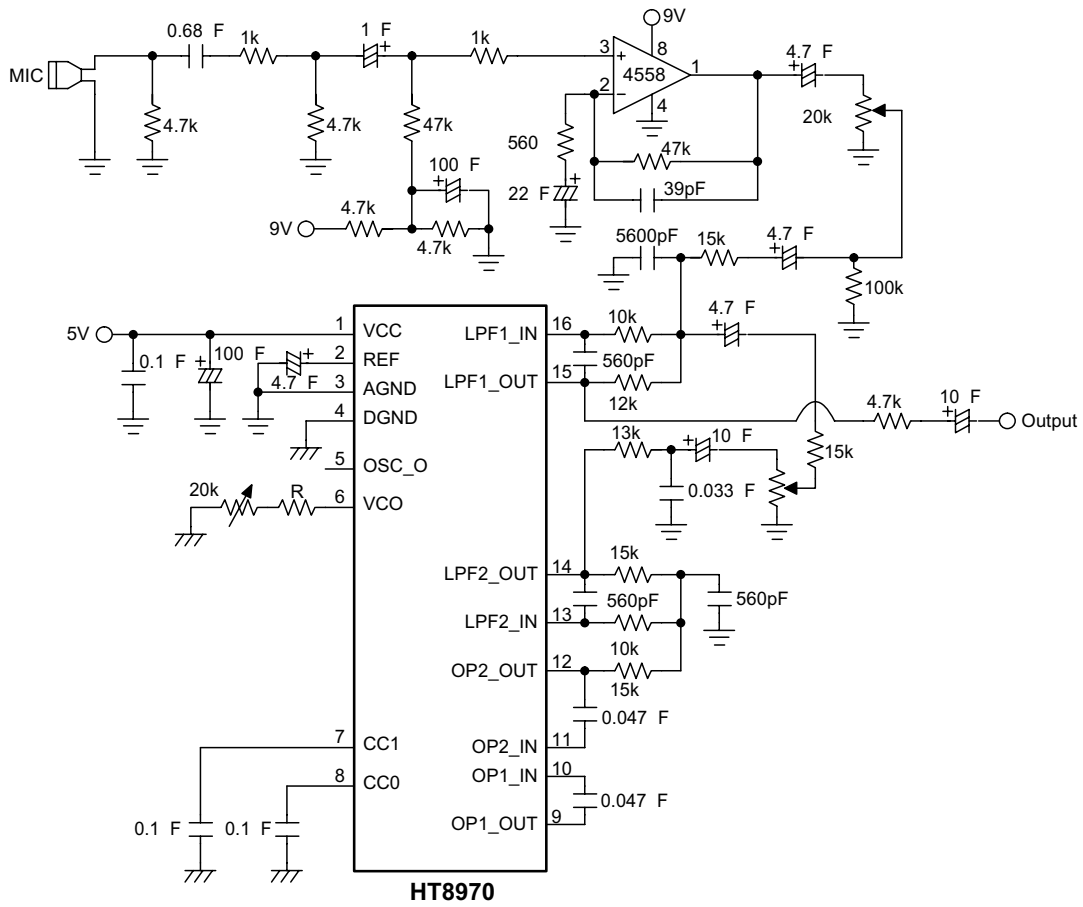 9V
0.68 F
1k
1 F
+
1k
3
+
8
4558
1
4.7 F
+
MIC
2
−
4
20k
4.7k
4.7k
47k
560
47k
100 F
+
22 F
+
39pF
4.7k
9V
4.7k
5600pF
15k
4.7 F
+
100k
5V
1
VCC
LPF1_IN
16
10k
4.7 F
+
0.1 F
+
100 F
+
2
REF
560pF
4.7 F
3
AGND
LPF1_OUT
15
12k
4
DGND
4.7k
10 F
+
Output
13k
+
10 F
15k
5
OSC_O
20k
R
6
VCO
0.033 F
15k
LPF2_OUT
14
560pF
560pF
LPF2_IN
13
10k
OP2_OUT
12
15k
0.047 F
7
CC1
OP2_IN
11
8
CC0
OP1_IN
10
0.047 F
0.1 F
0.1 F
OP1_OUT
9
HT8970